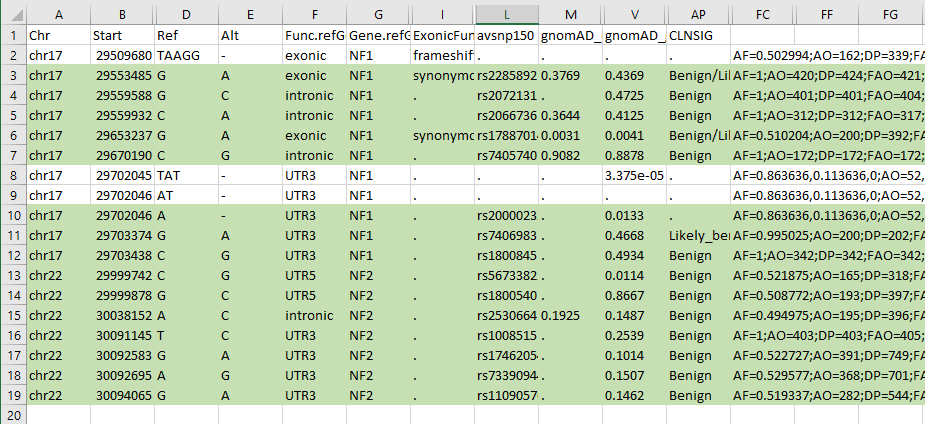 A B D E F G I L M V AP FC FF FG
1 Chr Start Ref Alt Func.refG Gene.refG ExonicFun avsnp150 gnomAD_ gnomAD_ CLNSIG
2 chr17 29509680 TAAGG - exonic NF1 frameshif . . . . AF=0.502994;AO=162;DP=339;FA
3 chr17 29553485 G A exonic NF1 synonymo rs2285892 0.3769 0.4369 Benign/Lil AF=1;AO=420;DP=424;FAO=421;
4 chr17 29559588 G C intronic NF1 . rs2072131 . 0.4725 Benign AF=1;AO=401;DP=401;FAO=404;
5 chr17 29559932 C A intronic NF1 . rs2066736 0.3644 0.4125 Benign AF=1;AO=312;DP=312;FAO=317;
6 chr17 29653237 G A exonic NF1 synonymo rs1788701 0.0031 0.0041 Benign/Lil AF=0.510204;AO=200;DP=392;FA
7 chr17 29670190 C G intronic NF1 . rs7405740 0.9082 0.8878 Benign AF=1;AO=172;DP=172;FAO=172;
8 chr17 29702045 TAT - UTR3 NF1 . . . 3.375e-05 . AF=0.863636,0.113636,0;AO=52,
9 chr17 29702046 AT - UTR3 NF1 . . . . . AF=0.863636,0.113636,0;AO=52,
10 chr17 29702046 A - UTR3 NF1 . rs2000023 . 0.0133 . AF=0.863636,0.113636,0;AO=52,
11 chr17 29703374 G A UTR3 NF1 . rs7406983 . 0.4668 Likely_ben AF=0.995025;AO=200;DP=202;FA
12 chr17 29703438 C G UTR3 NF1 . rs1800845 . 0.4934 Benign AF=1;AO=342;DP=342;FAO=342;
13 chr22 29999742 C G UTR5 NF2 . rs5673382 . 0.0114 Benign AF=0.521875;AO=165;DP=318;FA
14 chr22 29999878 G C UTR5 NF2 . rs1800540 . 0.8667 Benign AF=0.508772;AO=193;DP=397;FA
15 chr22 30038152 A C intronic NF2 . rs2530664 0.1925 0.1487 Benign AF=0.494975;AO=195;DP=396;FA
16 chr22 30091145 T C UTR3 NF2 . rs1008515 . 0.2539 Benign AF=1;AO=403;DP=403;FAO=405;
17 chr22 30092583 G A UTR3 NF2 . rs1746205 . 0.1014 Benign AF=0.522727;AO=391;DP=749;FA
18 chr22 30092695 A G UTR3 NF2 . rs7339094 . 0.1507 Benign AF=0.529577;AO=368;DP=701;FA
19 chr22 30094065 G A UTR3 NF2 . rs1109057 . 0.1462 Benign AF=0.519337;AO=282;DP=544;FA
20